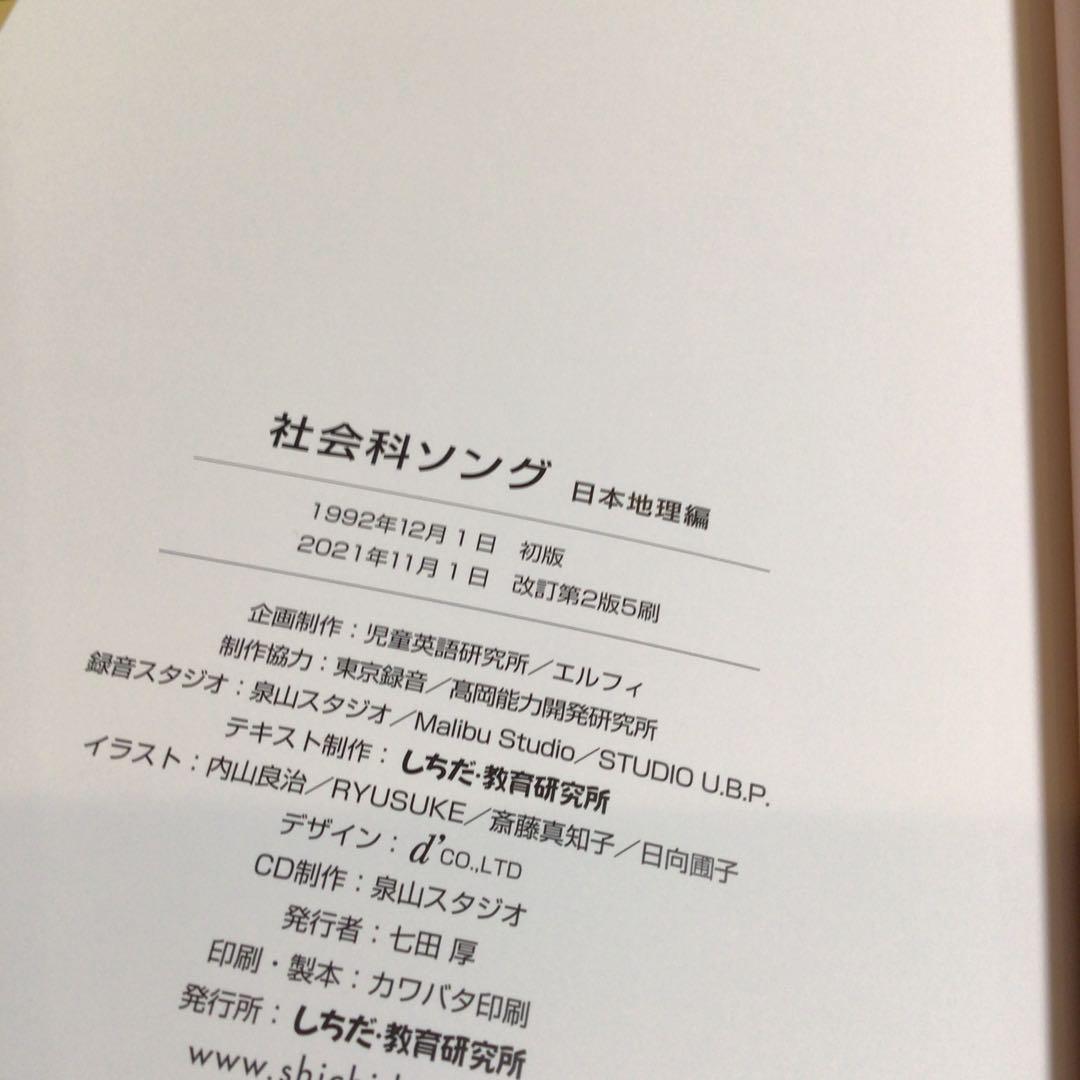 社会科ソング 日本地理編
1992年12月1日 初版
2021年11月1日 改訂第2版5刷
企画制作：児童英語研究所／エルフィ
制作協力：東京録音／高岡能力開発研究所
録音スタジオ：泉山スタジオ／Malibu Studio／STUDIO U.B.P.
テキスト制作：しちだ・教育研究所
イラスト：内山良治／RYUSUKE／斎藤真知子／日向圃子
デザイン：d'CO.,LTD
CD制作：泉山スタジオ
発行者：七田 厚
印刷・製本：カワバタ印刷
発行所：しちだ・教育研究所